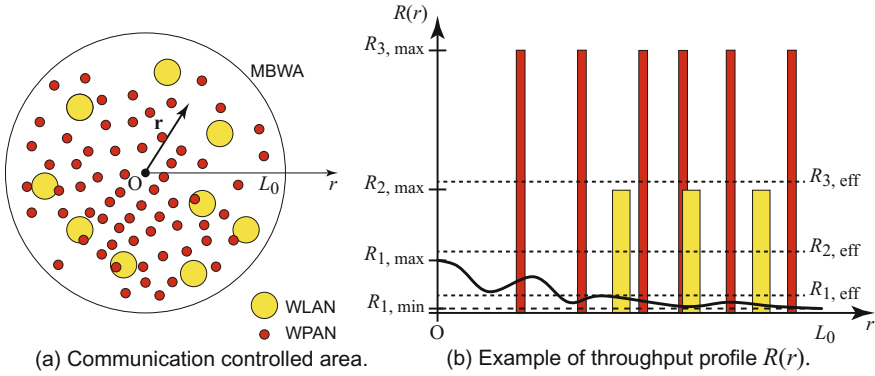 (a)
MBWA
r
O
L0
r
WLAN
WPAN
(a) Communication controlled area.
(b)
R(r)
R3, max
R2, max
R1, max
R1, min
O
R3, eff
R2, eff
R1, eff
L0
r
(b) Example of throughput profile R(r).